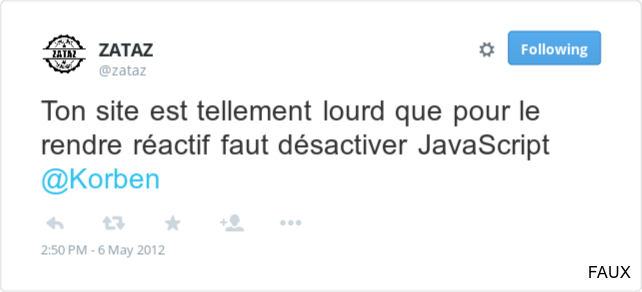 ZATAZ
ZATAZ
@zataz
Following
Ton site est tellement lourd que pour le
rendre réactif faut désactiver JavaScript
@Korben
2:50 PM - 6 May 2012
FAUX